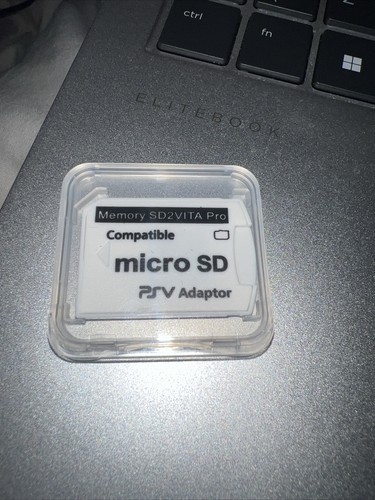 ctrl
fn
ELITEBOOK
Memory SD2VITA Pro
Compatible
micro SD
PSV Adaptor